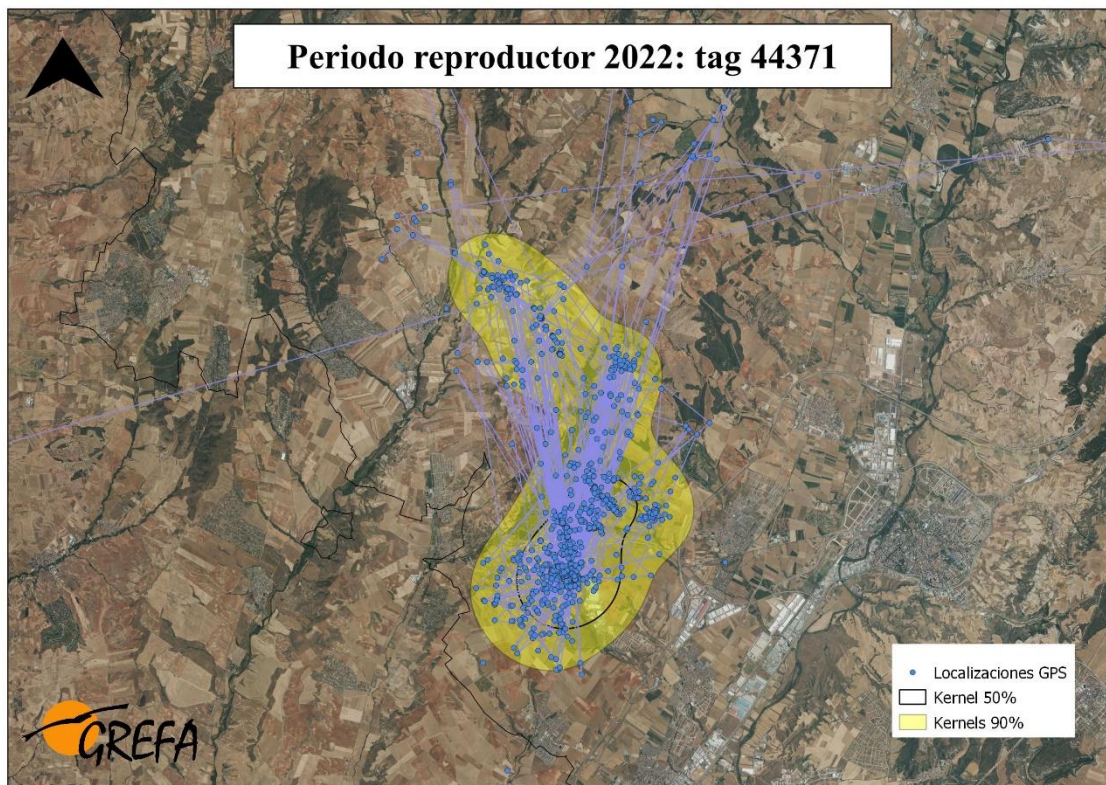 Periodo reproductor 2022: tag 44371
Localizaciones GPS
Kernel 50%
Kernels 90%
GREFA